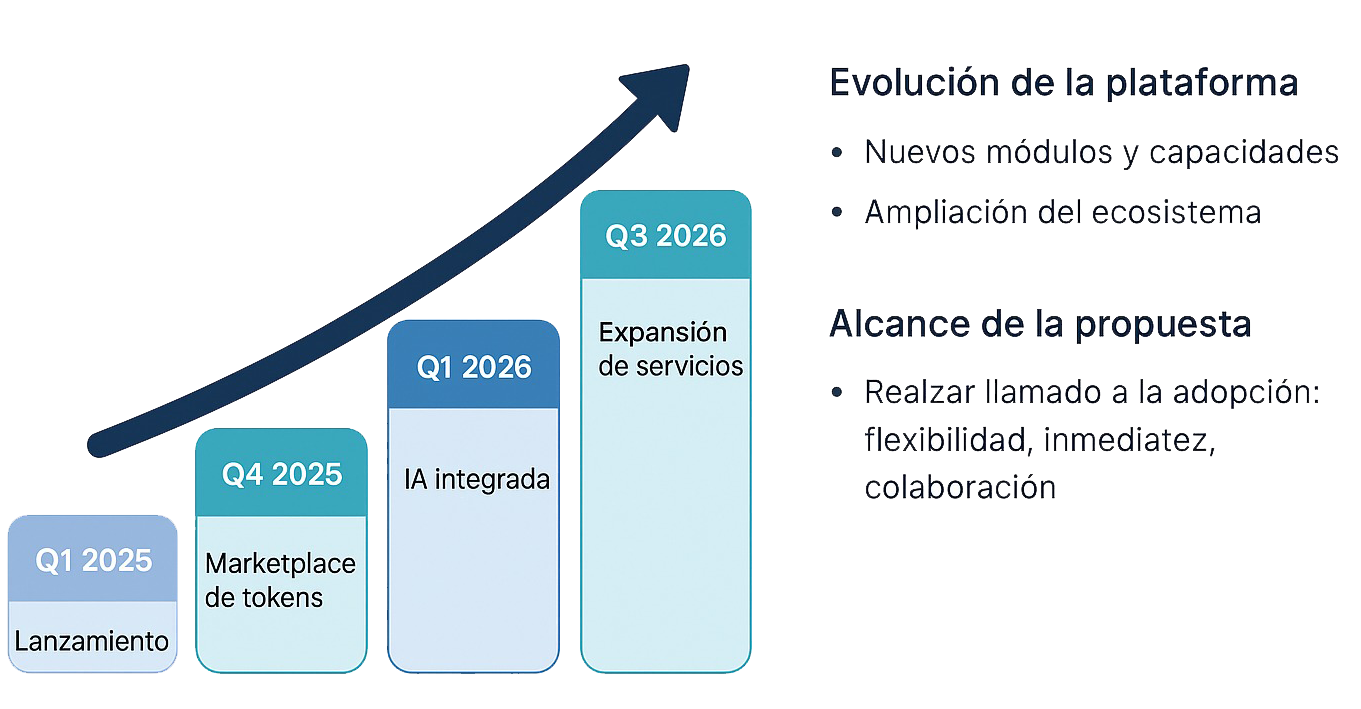 Q1 2025
Lanzamiento
Q4 2025
Marketplace
de tokens
Q1 2026
IA integrada
Q3 2026
Expansión
de servicios
Evolución de la plataforma
• Nuevos módulos y capacidades
• Ampliación del ecosistema
Alcance de la propuesta
• Realzar llamado a la adopción:
flexibilidad, inmediatez,
colaboración